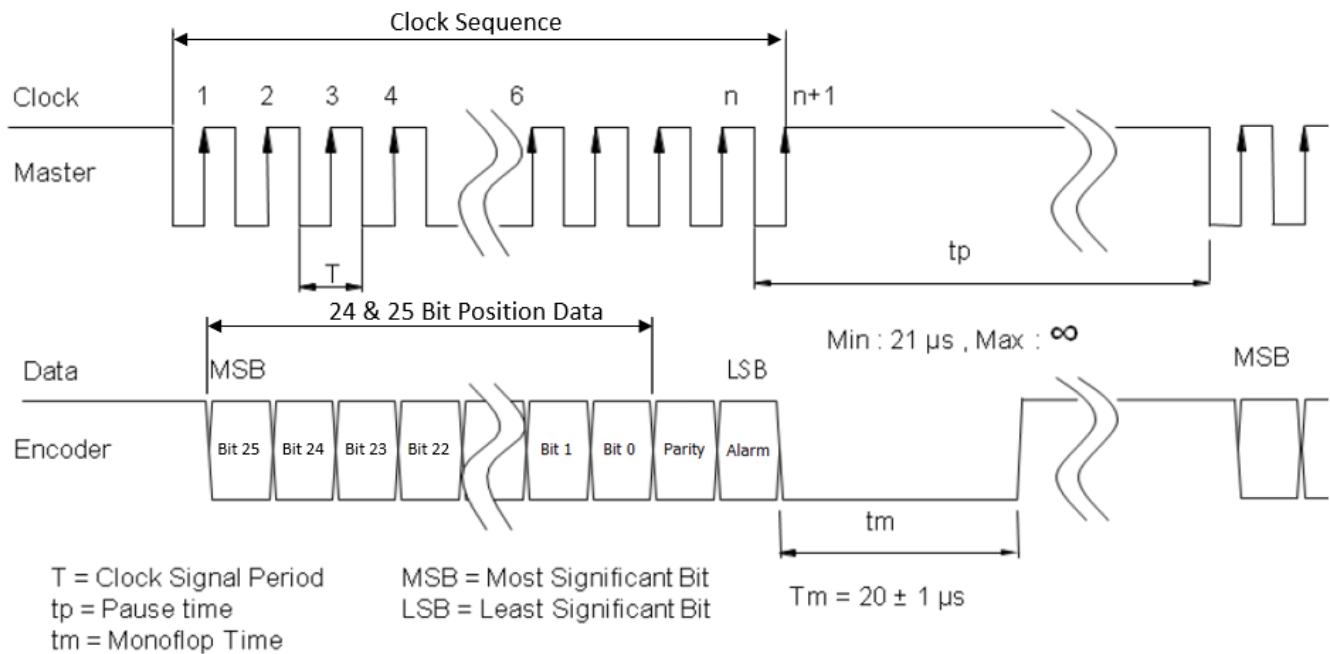 Clock Sequence
Clock 1 2 3 4 6 n n+1
Master
T
tp
24 & 25 Bit Position Data
Min : 21 µs , Max : ∞
Data MSB LSB MSB
Encoder Bit 25 Bit 24 Bit 23 Bit 22 Bit 1 Bit 0 Parity Alarm
tm
T = Clock Signal Period MSB = Most Significant Bit
Tm = 20 ± 1 µs
tp = Pause time LSB = Least Significant Bit
tm = Monoflop Time